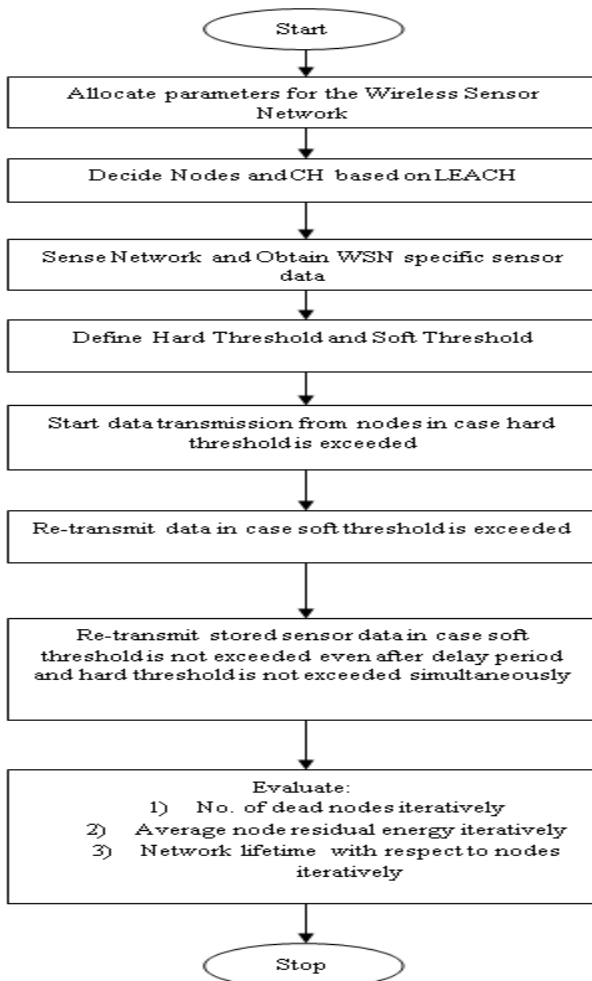 Start
Allocate parameters for the Wireless Sensor
Network
Decide Nodes and CH based on LEACH
Sense Network and Obtain WSN specific sensor
data
Define Hard Threshold and Soft Threshold
Start data transmission from nodes in case hard
threshold is exceeded
Re-transmit data in case soft threshold is exceeded
Re-transmit stored sensor data in case soft
threshold is not exceeded even after delay period
and hard threshold is not exceeded simultaneously
Evaluate:
1) No. of dead nodes iteratively
2) Average node residual energy iteratively
3) Network lifetime with respect to nodes
iteratively
Stop